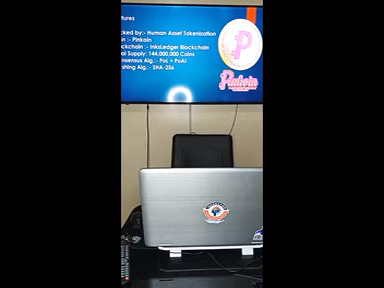 tures
cked by:- Human Asset Tokenization
n :- Pinkoin
ckchain :- InksLedger Blockchain
al Supply: 144,000,000 Coins
nsensus Alg:- PoL + PoAI
shing Alg:- SHA-256
Pinkoin